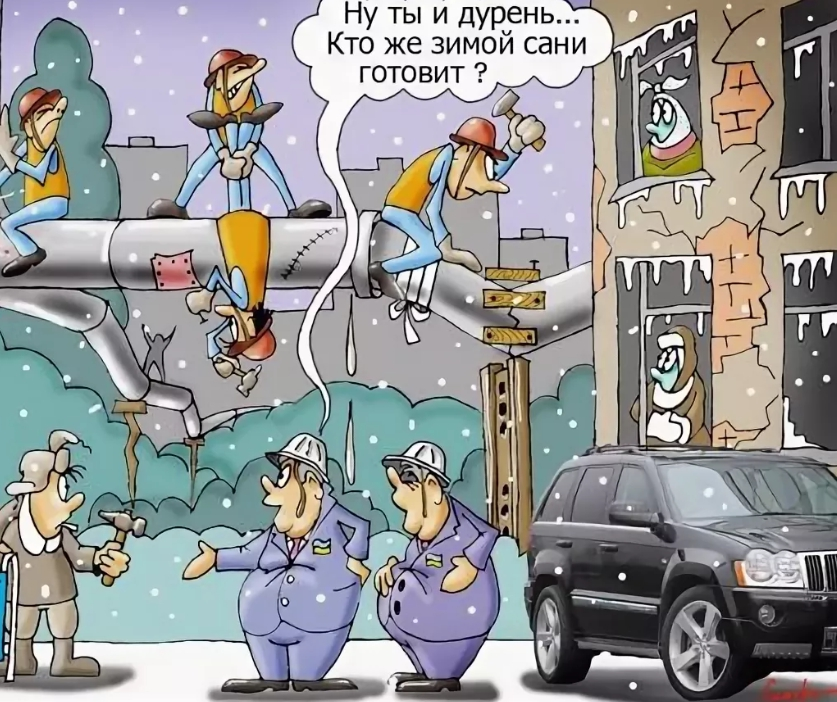 Ну ты и дурень...
Кто же зимой сани
готовит ?